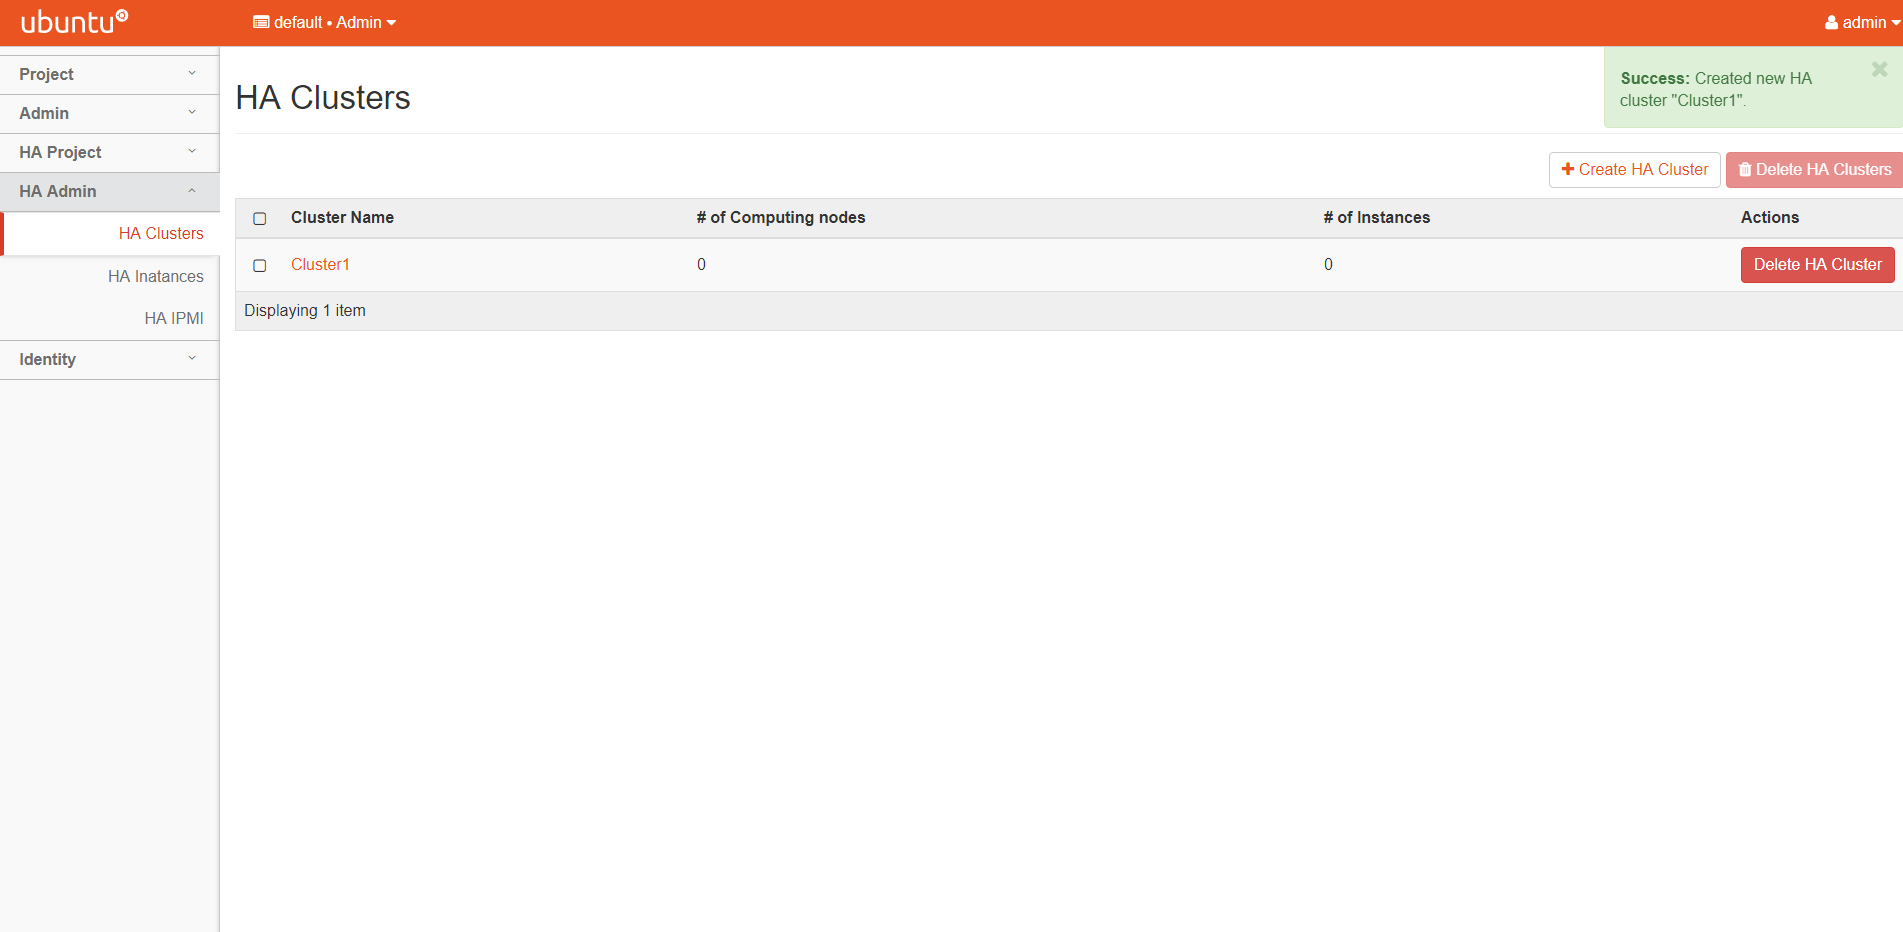 ubuntu
default • Admin
admin
Project
Admin
HA Project
HA Admin
HA Clusters
HA Inatances
HA IPMI
Identity
HA Clusters
Success: Created new HA
cluster "Cluster1".
Create HA Cluster
Delete HA Clusters
Cluster Name # of Computing nodes # of Instances Actions
Cluster1 0 0 Delete HA Cluster
Displaying 1 item